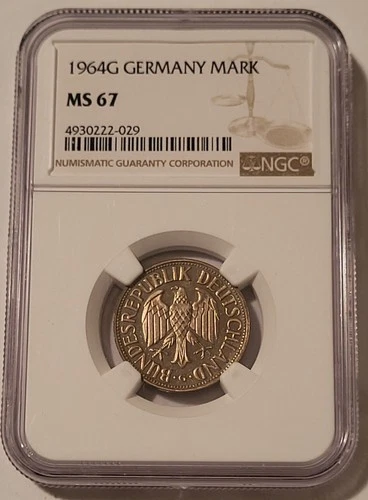 1964G GERMANY MARK
MS 67
4930222-029
NUMISMATIC GUARANTY CORPORATION
NGC®
BUNDESREPUBLIK DEUTSCHLAND
G